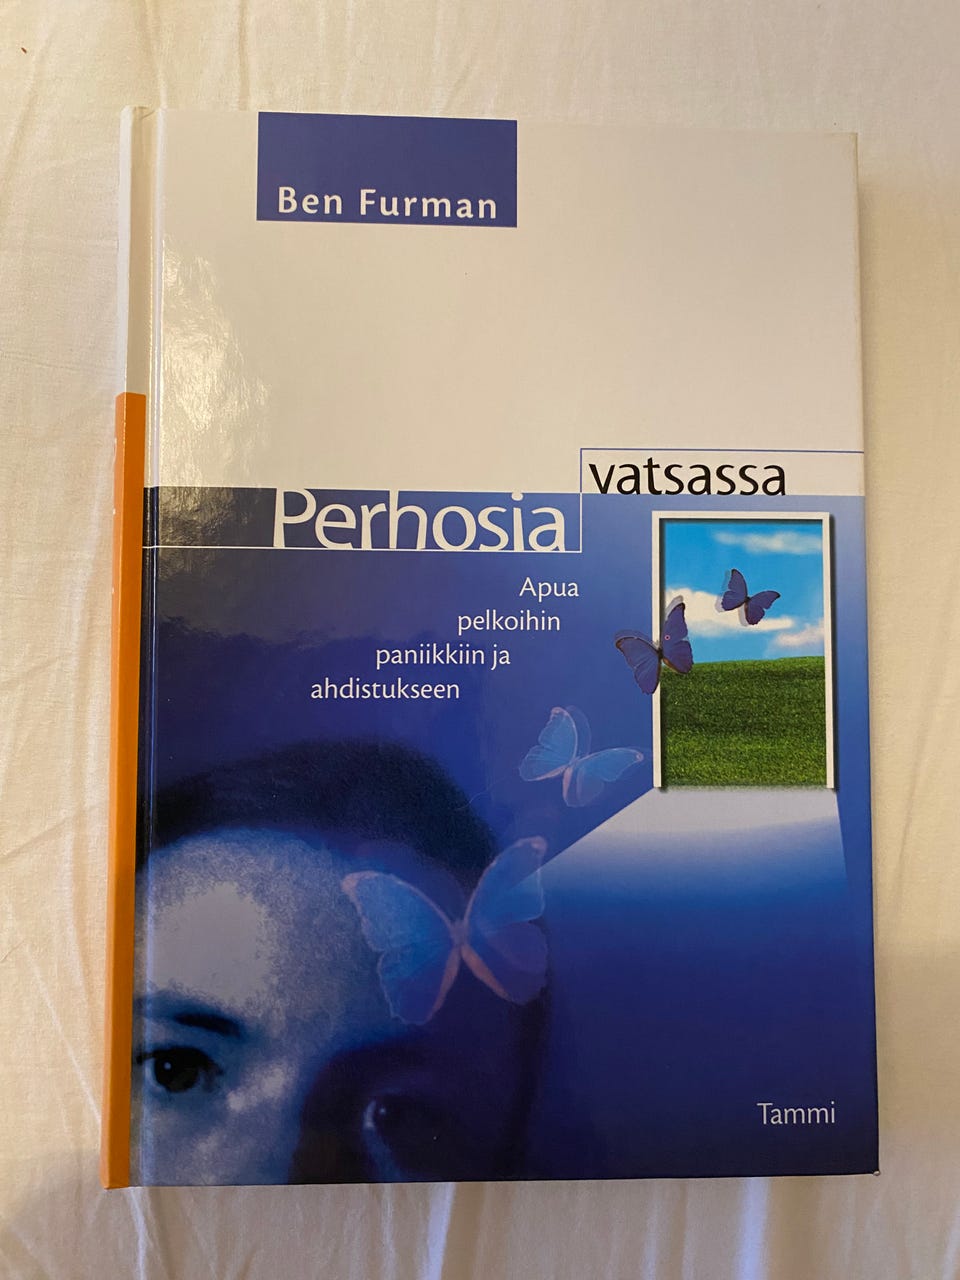 Ben Furman
Perhosia
vatsassa
Apua
pelkoihin
paniikkiin ja
ahdistukseen
Tammi